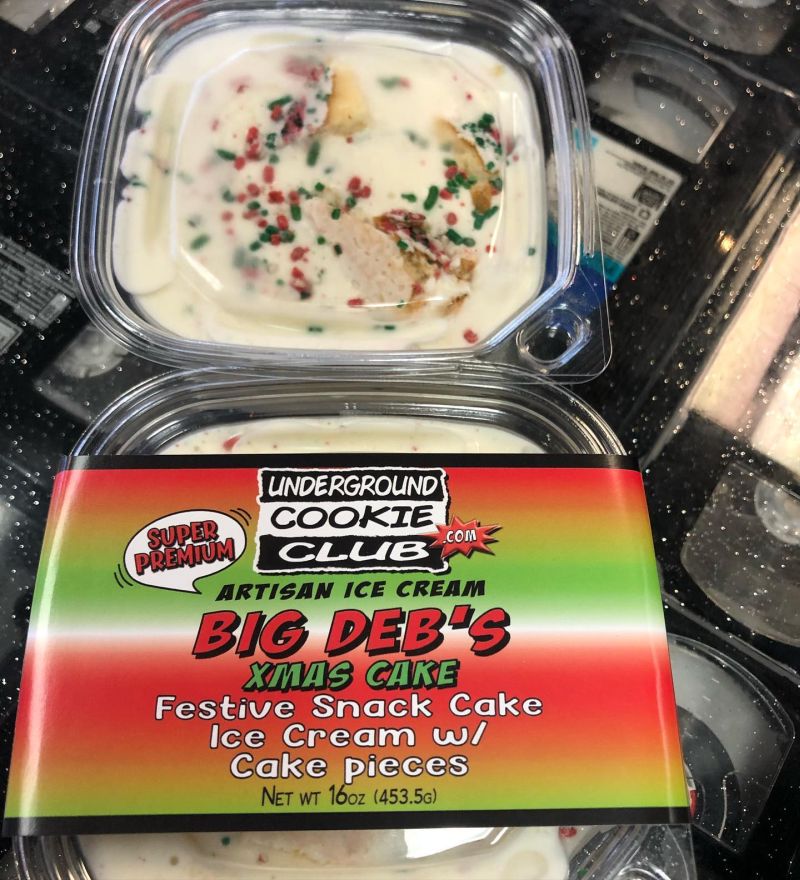 UNDERGROUND
COOKIE
CLUB .COM
SUPER
PREMIUM
ARTISAN ICE CREAM
BIG DEB'S
XMAS CAKE
Festive Snack Cake
Ice Cream w/
Cake pieces
NET WT 16OZ (453.5G)